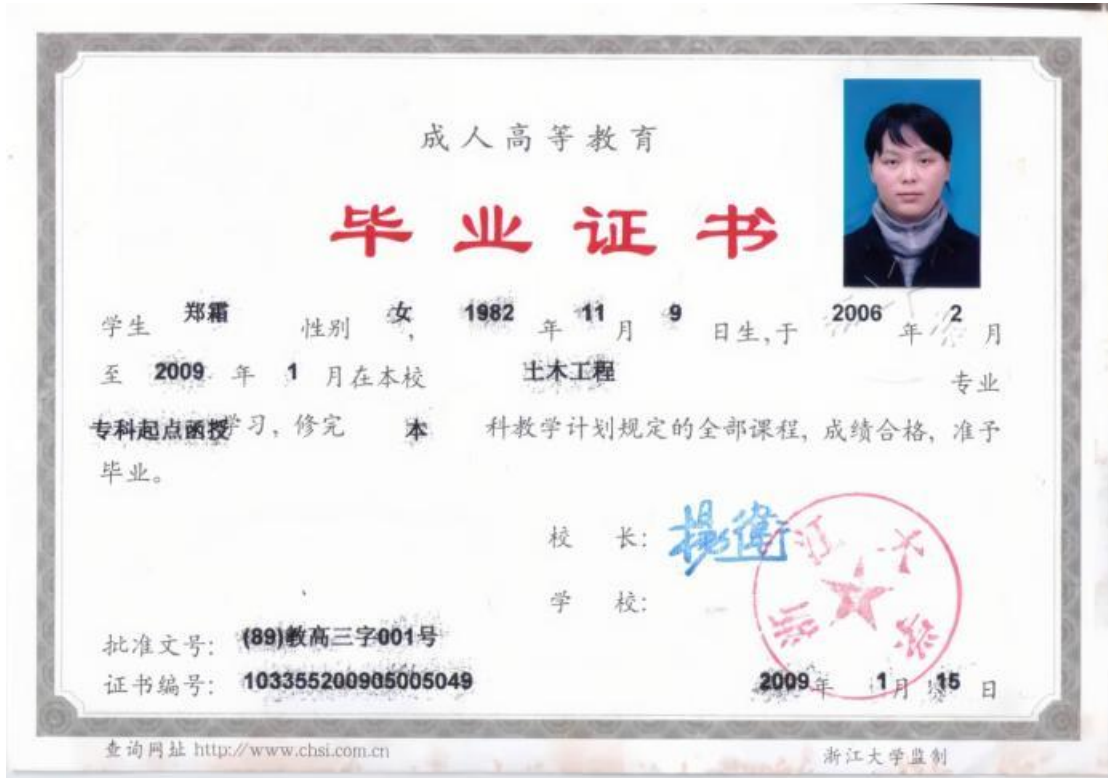 成人高等教育
毕业证书
学生 郑霜 性别 女, 1982 年 11 月 9 日生,于 2006 年 2 月
至 2009 年 1 月在本校 土木工程 专业
专科起点函授学习, 修完 本 科教学计划规定的全部课程, 成绩合格, 准予
毕业。
校 长: 楊衛
浙江大学
学 校:
批准文号: (89)教高三字001号
证书编号: 103355200905005049
2009年 1月 15 日
查询网址 http://www.chsi.com.cn
浙江大学监制